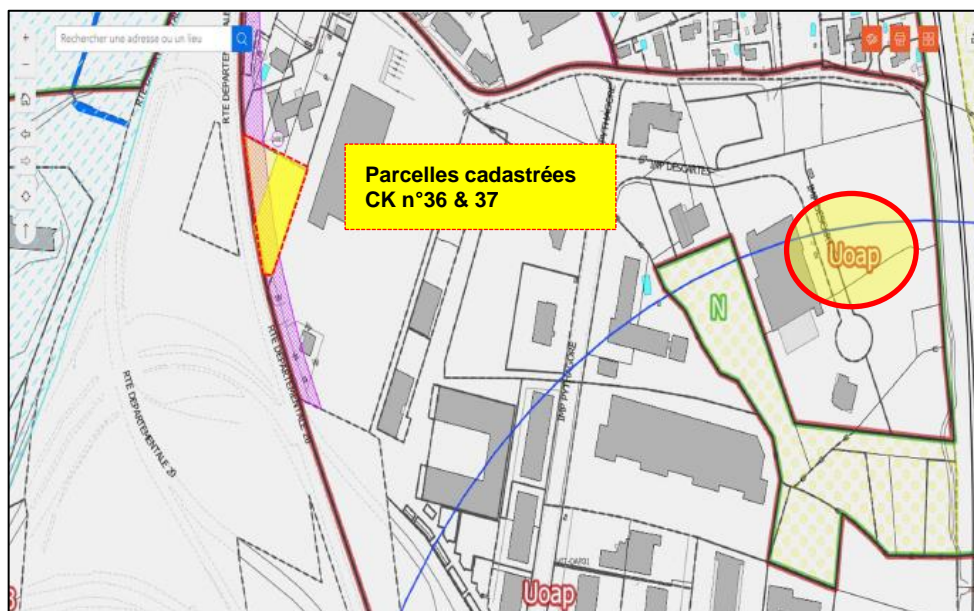 Rechercher une adresse ou un lieu
Parcelles cadastrées
CK n°36 & 37
IMP DESCARTES
PYTHAGORE
IMP PYTHAGORE
Uoap
N
RTE DEPARTEMENTALE 20
RTE DEPARTEMENTALE 20
Uoap